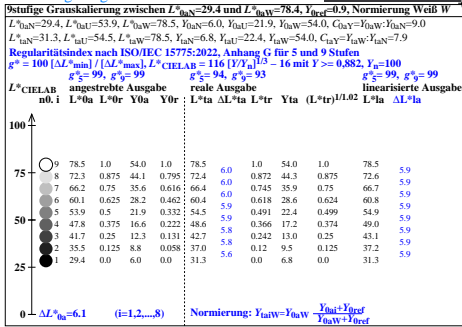 9stufige Grauskalierung zwischen L*0aN=29.4 und L*0aW=78.4, Y0ref=0.9, Normierung Weiß W
L*0aN=29.4, L*0aU=53.9, L*0aW=78.5, Y0aN=6.0, Y0aU=21.9, Y0aW=54.0, C0aY=Y0aW:Y0aN=9.0
L*taN=31.3, L*taU=54.5, L*taW=78.5, YtaN=6.8, YtaU=22.4, YtaW=54.0, CtaY=YtaW:YtaN=7.9
Regularitätsindex nach ISO/IEC 15775:2022, Anhang G für 5 und 9 Stufen
g* = 100 [ΔL*min] / [ΔL*max], L*CIELAB = 116 [Y/Yn]1/3 − 16 mit Y >= 0,882, Yn=100
g*5= 99, g*9= 99 g*5= 94, g*9= 93 g*5= 99, g*9= 99
L*CIELAB angestrebte Ausgabe reale Ausgabe linearisierte Ausgabe
n0. i L*0a L*0r Y0a Y0r L*ta ΔL*ta L*tr Yta (L*tr)1/1.02 L*la ΔL*la
100
9 78.5 1.0 54.0 1.0 78.5 1.0 54.0 1.0 78.5
6.0 5.9
8 72.3 0.875 44.1 0.795 72.4 0.872 44.3 0.875 72.6
6.0 5.9
7 66.2 0.75 35.6 0.616 66.4 0.745 35.9 0.75 66.7
6.0 5.9
6 60.1 0.625 28.2 0.462 60.4 0.618 28.6 0.624 60.8
5.9 5.9
50
5 53.9 0.5 21.9 0.332 54.5 0.491 22.4 0.499 54.9
5.9 5.9
4 47.8 0.375 16.6 0.222 48.6 0.366 17.2 0.374 49.0
5.8 5.9
3 41.7 0.25 12.3 0.131 42.7 0.242 13.0 0.25 43.1
5.8 5.9
2 35.5 0.125 8.8 0.058 37.0 0.12 9.5 0.125 37.2
5.6 5.9
1 29.4 0.0 6.0 0.0 31.3 0.0 6.8 0.0 31.3
75
25
0 ΔL*0a=6.1 (i=1,2,...,8) Normierung: YtaiW=Y0aW Y0ai+Y0ref
Y0aW+Y0ref